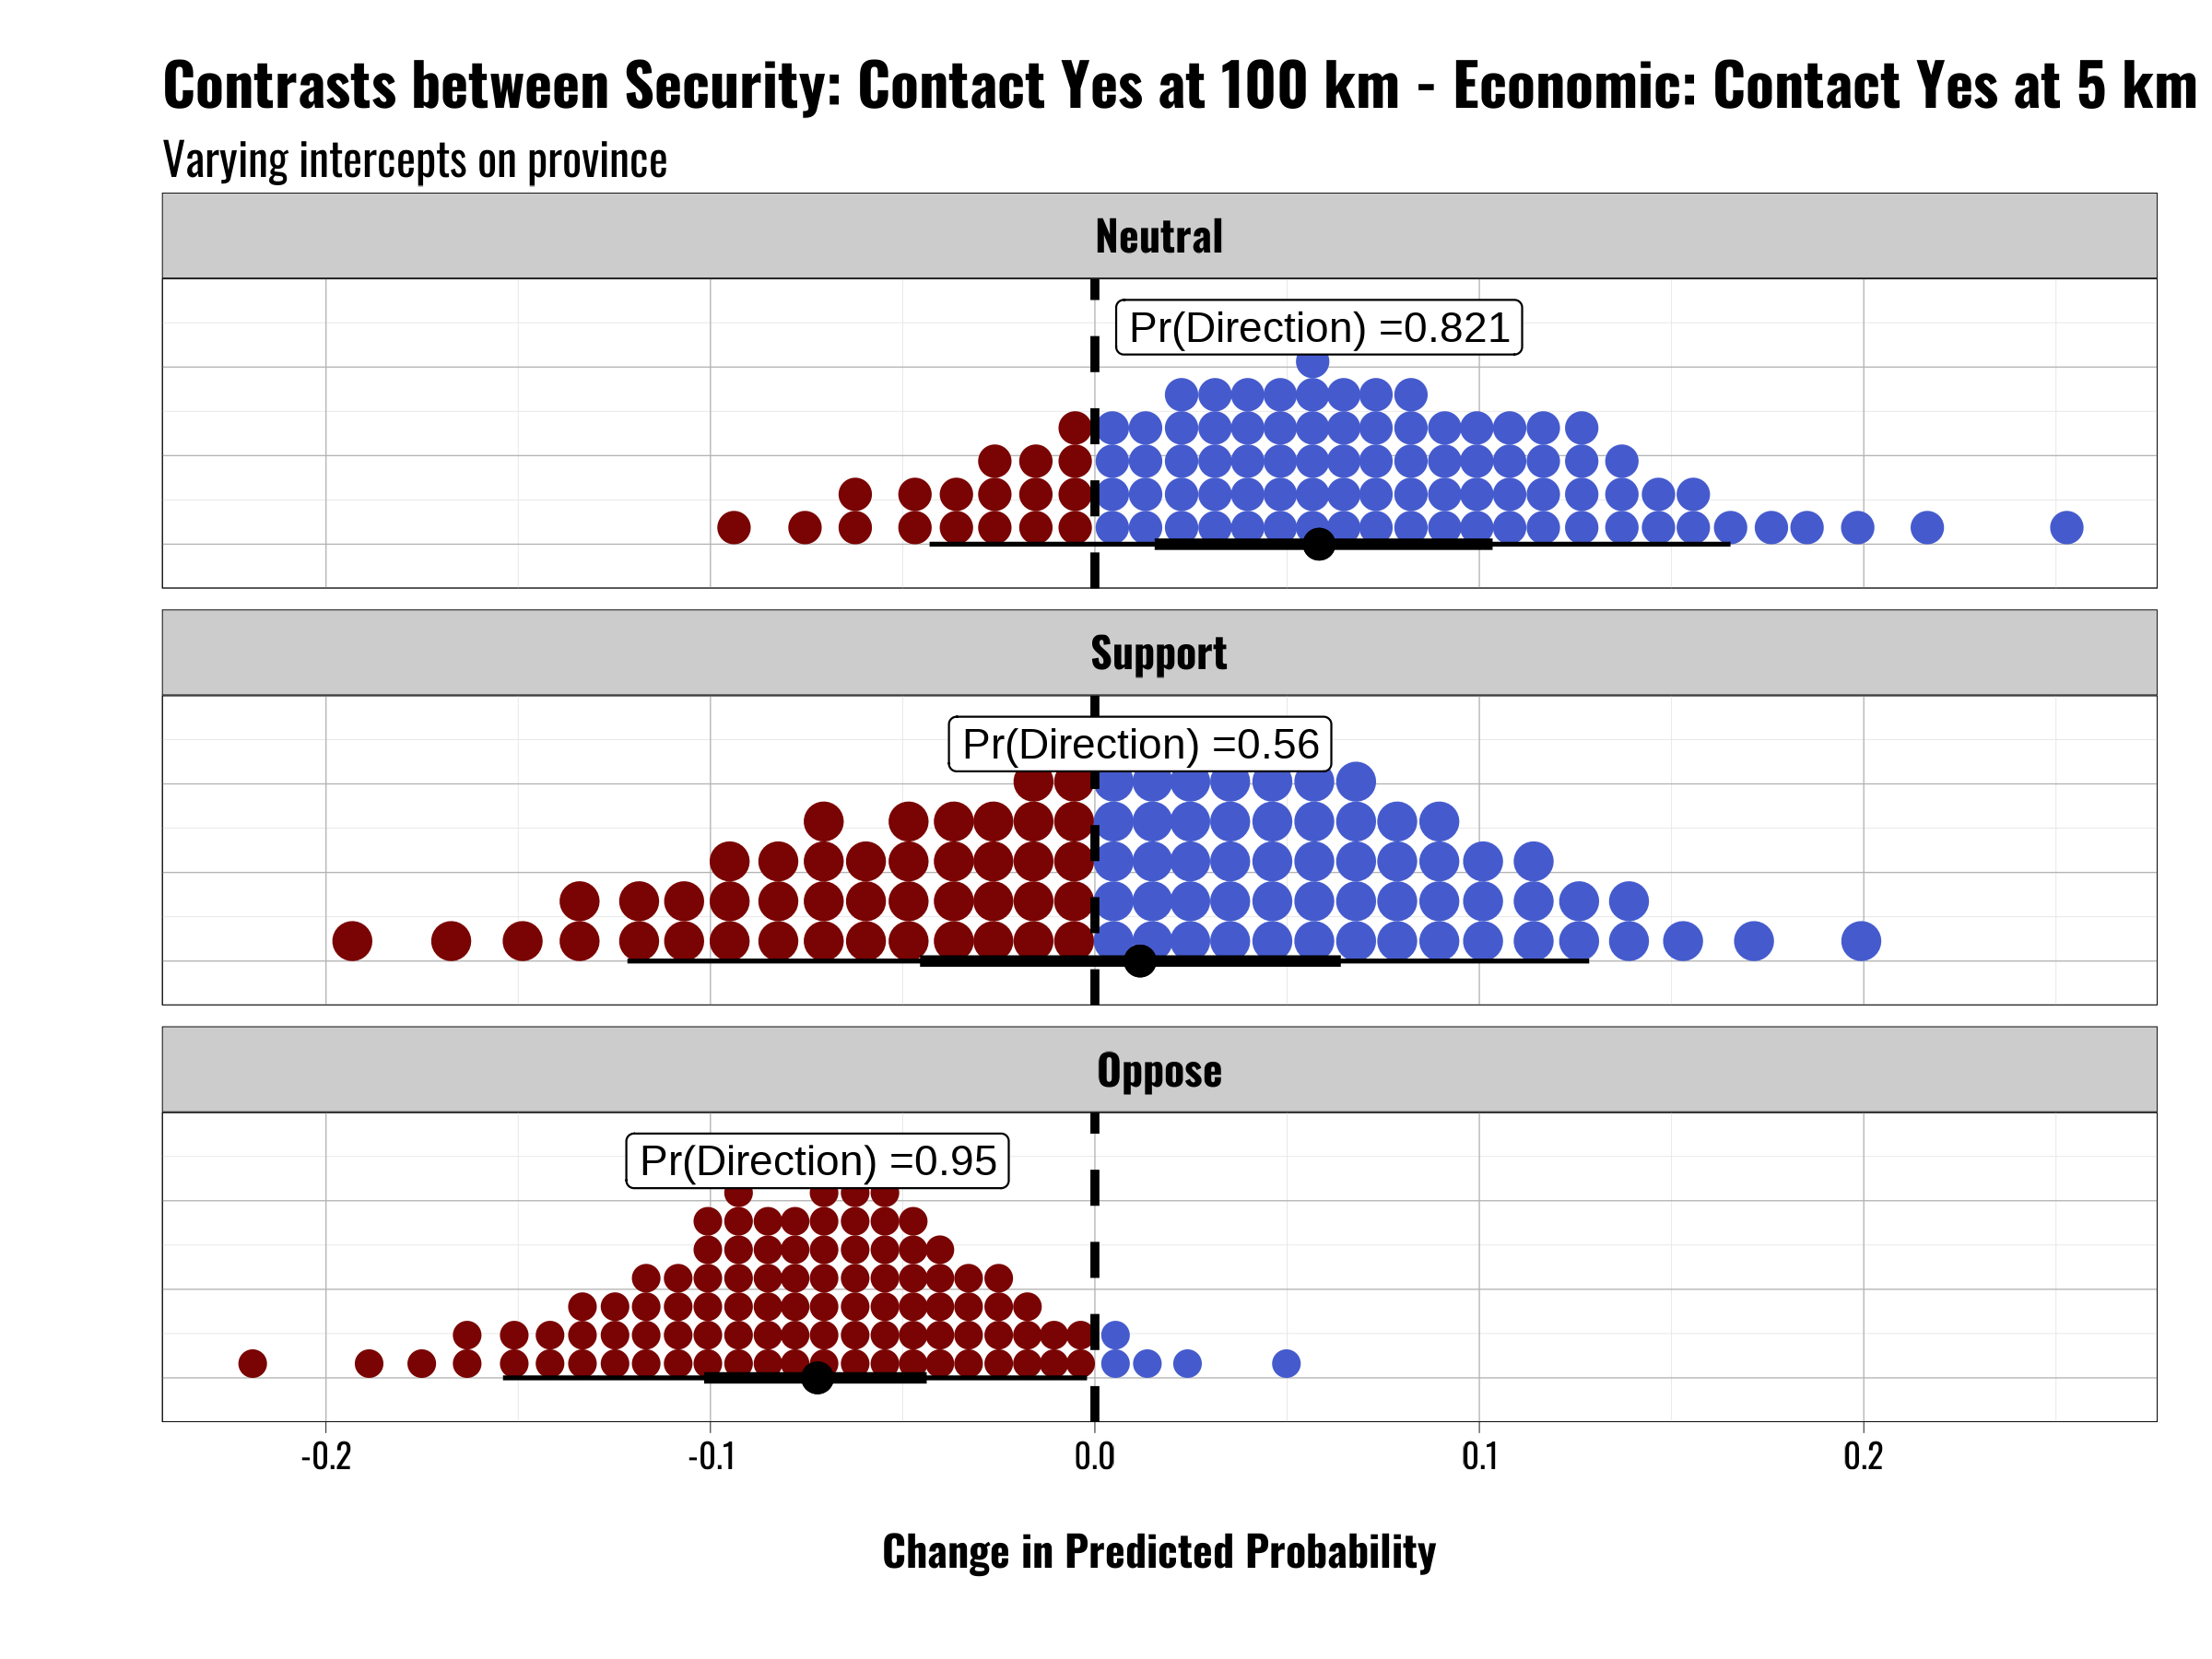 Contrasts between Security: Contact Yes at 100 km - Economic: Contact Yes at 5 km
Varying intercepts on province
Neutral
Pr(Direction) =0.821
Support
Pr(Direction) =0.56
Oppose
Pr(Direction) =0.95
-0.2 -0.1 0.0 0.1 0.2
Change in Predicted Probability